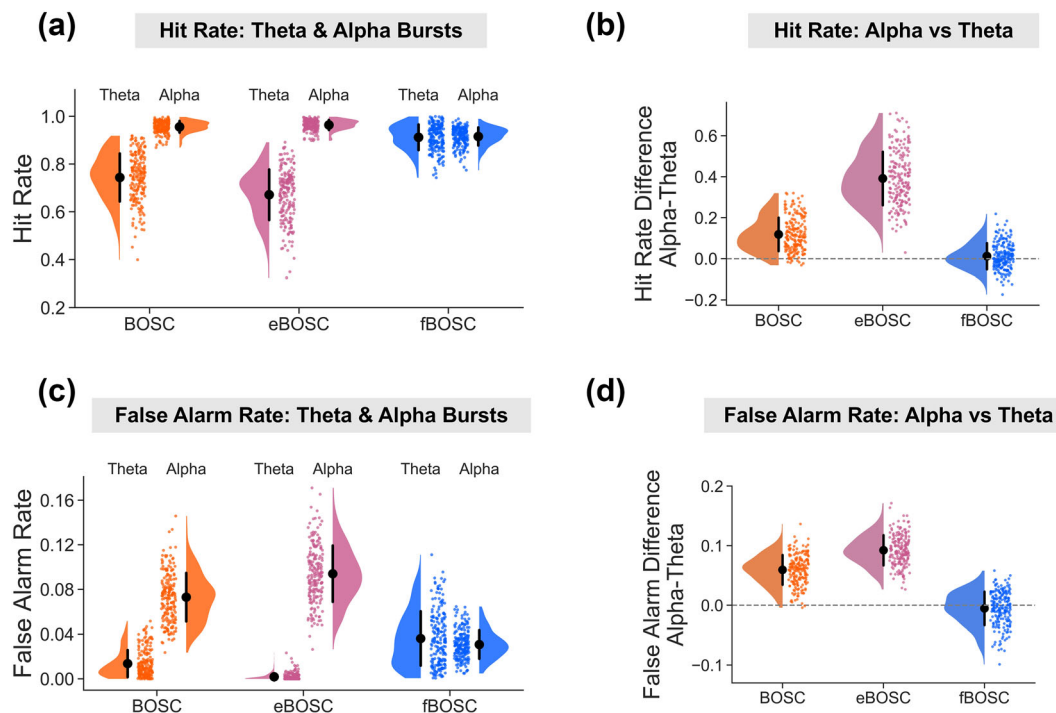 (a) Hit Rate: Theta & Alpha Bursts
Theta Alpha Theta Alpha Theta Alpha
Hit Rate
1.0
0.8
0.6
0.4
0.2
BOSC eBOSC fBOSC
(b) Hit Rate: Alpha vs Theta
Hit Rate Difference
Alpha-Theta
0.6
0.4
0.2
0.0
−0.2
BOSC eBOSC fBOSC
(c) False Alarm Rate: Theta & Alpha Bursts
Theta Alpha Theta Alpha Theta Alpha
False Alarm Rate
0.16
0.12
0.08
0.04
0.00
BOSC eBOSC fBOSC
(d) False Alarm Rate: Alpha vs Theta
False Alarm Difference
Alpha-Theta
0.2
0.1
0.0
−0.1
BOSC eBOSC fBOSC